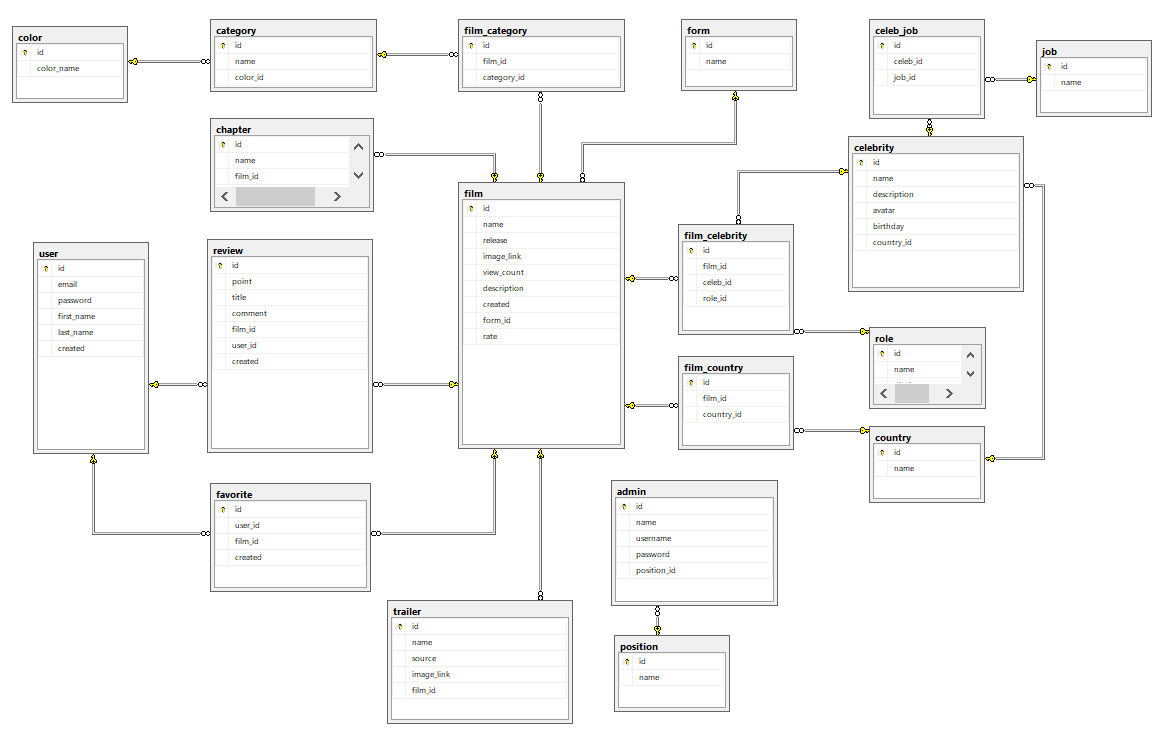 color
id
color_name
category
id
name
color_id
film_category
id
film_id
category_id
form
id
name
celeb_job
id
celeb_id
job_id
job
id
name
chapter
id
name
film_id
celebrity
id
name
description
avatar
birthday
country_id
film
id
name
release
image_link
view_count
description
created
form_id
rate
user
id
email
password
first_name
last_name
created
review
id
point
title
comment
film_id
user_id
created
film_celebrity
id
film_id
celeb_id
role_id
role
id
name
film_country
id
film_id
country_id
country
id
name
favorite
id
user_id
film_id
created
admin
id
name
username
password
position_id
trailer
id
name
source
image_link
film_id
position
id
name